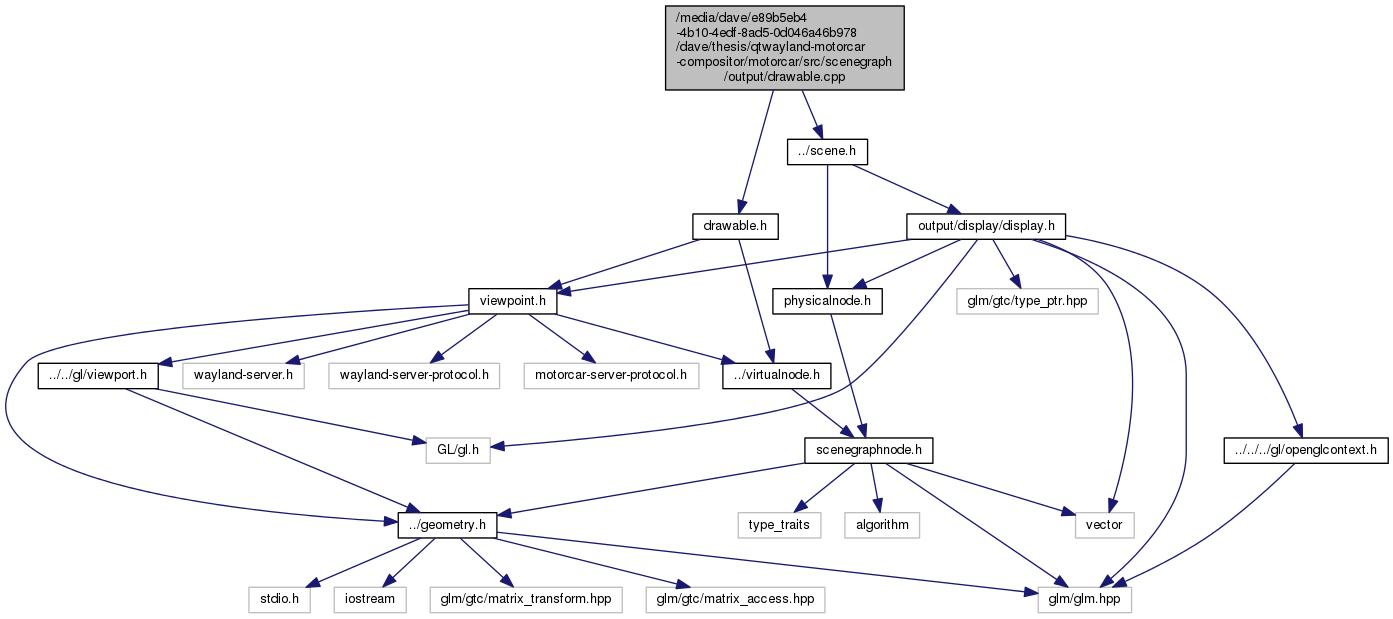 /media/dave/e89b5eb4
-4b10-4edf-8ad5-0d046a46b978
/dave/thesis/qtwayland-motorcar
-compositor/motorcar/src/scenegraph
/output/drawable.cpp
../scene.h
drawable.h
output/display/display.h
viewpoint.h
physicalnode.h
glm/gtc/type_ptr.hpp
../../gl/viewport.h
wayland-server.h
wayland-server-protocol.h
motorcar-server-protocol.h
../virtualnode.h
GL/gl.h
scenegraphnode.h
../../../gl/openglcontext.h
../geometry.h
type_traits
algorithm
vector
stdio.h
iostream
glm/gtc/matrix_transform.hpp
glm/gtc/matrix_access.hpp
glm/glm.hpp